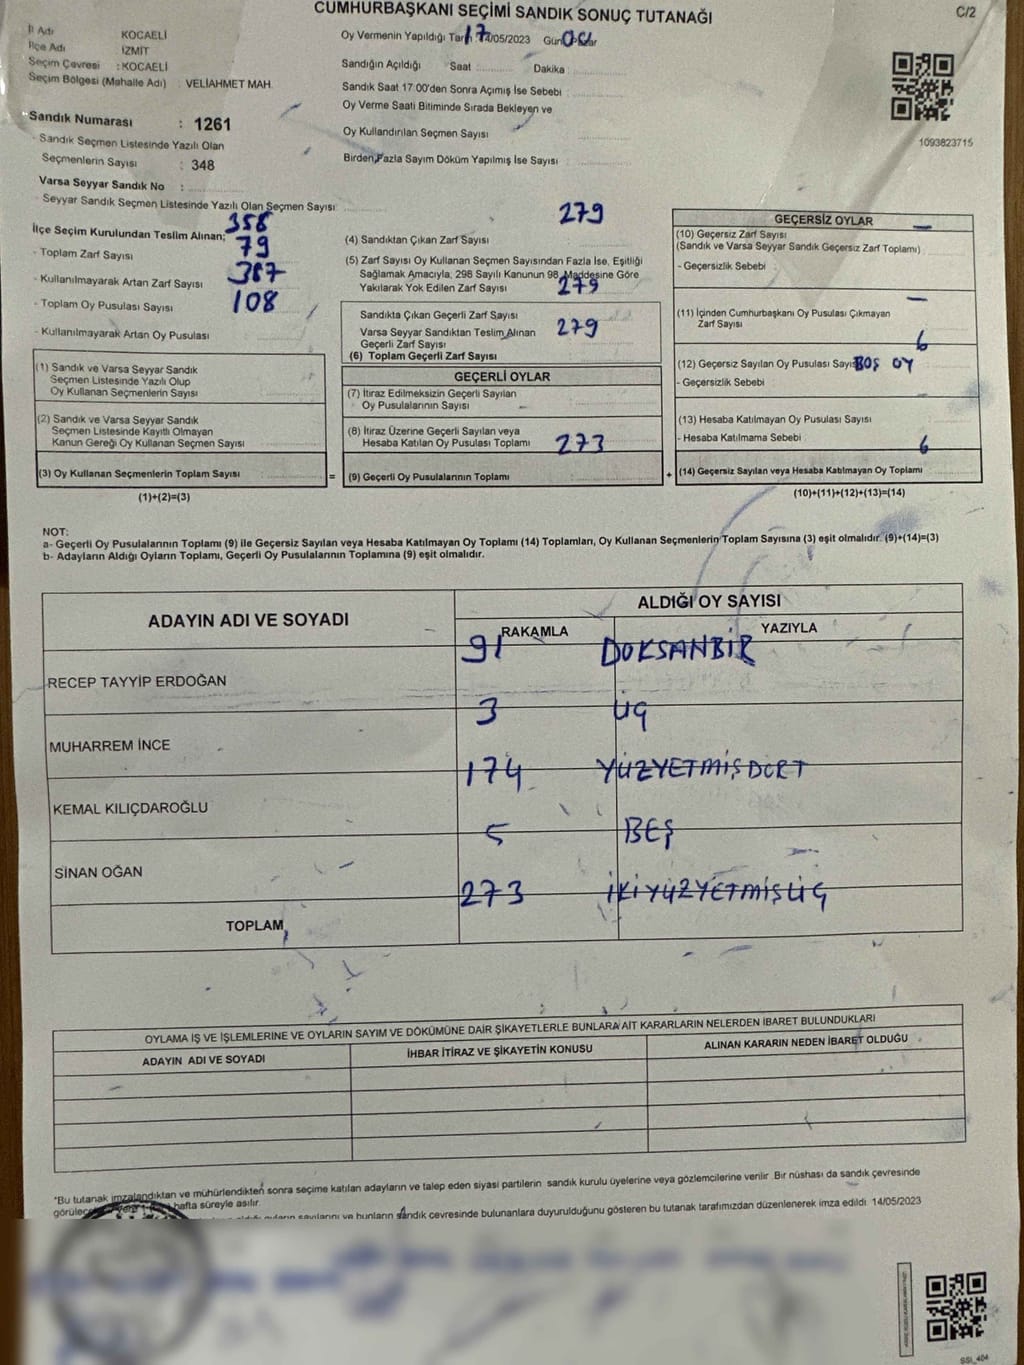 CUMHURBAŞKANI SEÇİMİ SANDIK SONUÇ TUTANAĞI
C/2
İl Adı KOCAELİ
İlçe Adı İZMİT
Seçim Çevresi : KOCAELİ
Seçim Bölgesi (Mahalle Adı) : VELİAHMET MAH.
Sandık Numarası : 1261
Sandık Seçmen Listesinde Yazılı Olan
Seçmenlerin Sayısı : 348
Varsa Seyyar Sandık No :
Seyyar Sandık Seçmen Listesinde Yazılı Olan Seçmen Sayısı:
Oy Vermenin Yapıldığı 14/05/2023
17 00
Sandığın Açıldığı Saat : Dakika :
Sandık Saat 17.00'den Sonra Açımış İse Sebebi :
Oy Verme Saati Bitiminde Sırada Bekleyen ve
Oy Kullandırılan Seçmen Sayısı
Birden Fazla Sayım Döküm Yapılmış İse Sayısı :
1093823715
İlçe Seçim Kurulundan Teslim Alınan;
358
- Toplam Zarf Sayısı
79
- Kullanılmayarak Artan Zarf Sayısı
387
- Toplam Oy Pusulası Sayısı
108
- Kullanılmayarak Artan Oy Pusulası
(1) Sandık ve Varsa Seyyar Sandık
Seçmen Listesinde Yazılı Olup
Oy Kullanan Seçmenlerin Sayısı
(2) Sandık ve Varsa Seyyar Sandık
Seçmen Listesinde Kayıtlı Olmayan
Kanun Gereği Oy Kullanan Seçmen Sayısı
(3) Oy Kullanan Seçmenlerin Toplam Sayısı
(1)+(2)=(3)
279
(4) Sandıktan Çıkan Zarf Sayısı
(5) Zarf Sayısı Oy Kullanan Seçmen Sayısından Fazla İse, Eşitliği
Sağlamak Amacıyla, 298 Sayılı Kanunun 98. Maddesine Göre
Yakılarak Yok Edilen Zarf Sayısı
279
Sandıkta Çıkan Geçerli Zarf Sayısı
Varsa Seyyar Sandıktan Teslim Alınan
Geçerli Zarf Sayısı
279
(6) Toplam Geçerli Zarf Sayısı
GEÇERLİ OYLAR
(7) İtiraz Edilmeksizin Geçerli Sayılan
Oy Pusulalarının Sayısı
(8) İtiraz Üzerine Geçerli Sayılan veya
Hesaba Katılan Oy Pusulası Toplamı
273
= (9) Geçerli Oy Pusulalarının Toplamı
GEÇERSİZ OYLAR
(10) Geçersiz Zarf Sayısı
(Sandık ve Varsa Seyyar Sandık Geçersiz Zarf Toplamı)
- Geçersizlik Sebebi :
(11) İçinden Cumhurbaşkanı Oy Pusulası Çıkmayan
Zarf Sayısı
6
(12) Geçersiz Sayılan Oy Pusulası
BOŞ OY
- Geçersizlik Sebebi
(13) Hesaba Katılmayan Oy Pusulası Sayısı
- Hesaba Katılmama Sebebi
6
+ (14) Geçersiz Sayılan veya Hesaba Katılmayan Oy Toplamı
(10)+(11)+(12)+(13)=(14)
NOT:
a- Geçerli Oy Pusulalarının Toplamı (9) ile Geçersiz Sayılan veya Hesaba Katılmayan Oy Toplamı (14) Toplamları, Oy Kullanan Seçmenlerin Toplam Sayısına (3) eşit olmalıdır. (9)+(14)=(3)
b- Adayların Aldığı Oyların Toplamı, Geçerli Oy Pusulalarının Toplamına (9) eşit olmalıdır.
ADAYIN ADI VE SOYADI ALDIĞI OY SAYISI
RAKAMLA YAZIYLA
91 DOKSANBİR
RECEP TAYYİP ERDOĞAN
3 ÜÇ
MUHARREM İNCE
174 YÜZYETMİŞDÖRT
KEMAL KILIÇDAROĞLU
5 BEŞ
SİNAN OĞAN
273 İKİYÜZYETMİŞÜÇ
TOPLAM
OYLAMA İŞ VE İŞLEMLERİNE VE OYLARIN SAYIM VE DÖKÜMÜNE DAİR ŞİKAYETLERLE BUNLARA AİT KARARLARIN NELERDEN İBARET BULUNDUKLARI
ADAYIN ADI VE SOYADI İHBAR İTİRAZ VE ŞİKAYETİN KONUSU ALINAN KARARIN NEDEN İBARET OLDUĞU
*Bu tutanak imzalandıktan ve mühürlendikten sonra seçime katılan adayların ve talep eden siyasi partilerin sandık kurulu üyelerine veya gözlemcilerine verilir. Bir nüshası da sandık çevresinde
hafta süreyle asılır.
oyların sayılarını ve bunların sandık çevresinde bulunanlara duyurulduğunu gösteren bu tutanak tarafımızdan düzenlenerek imza edildi. 14/05/2023